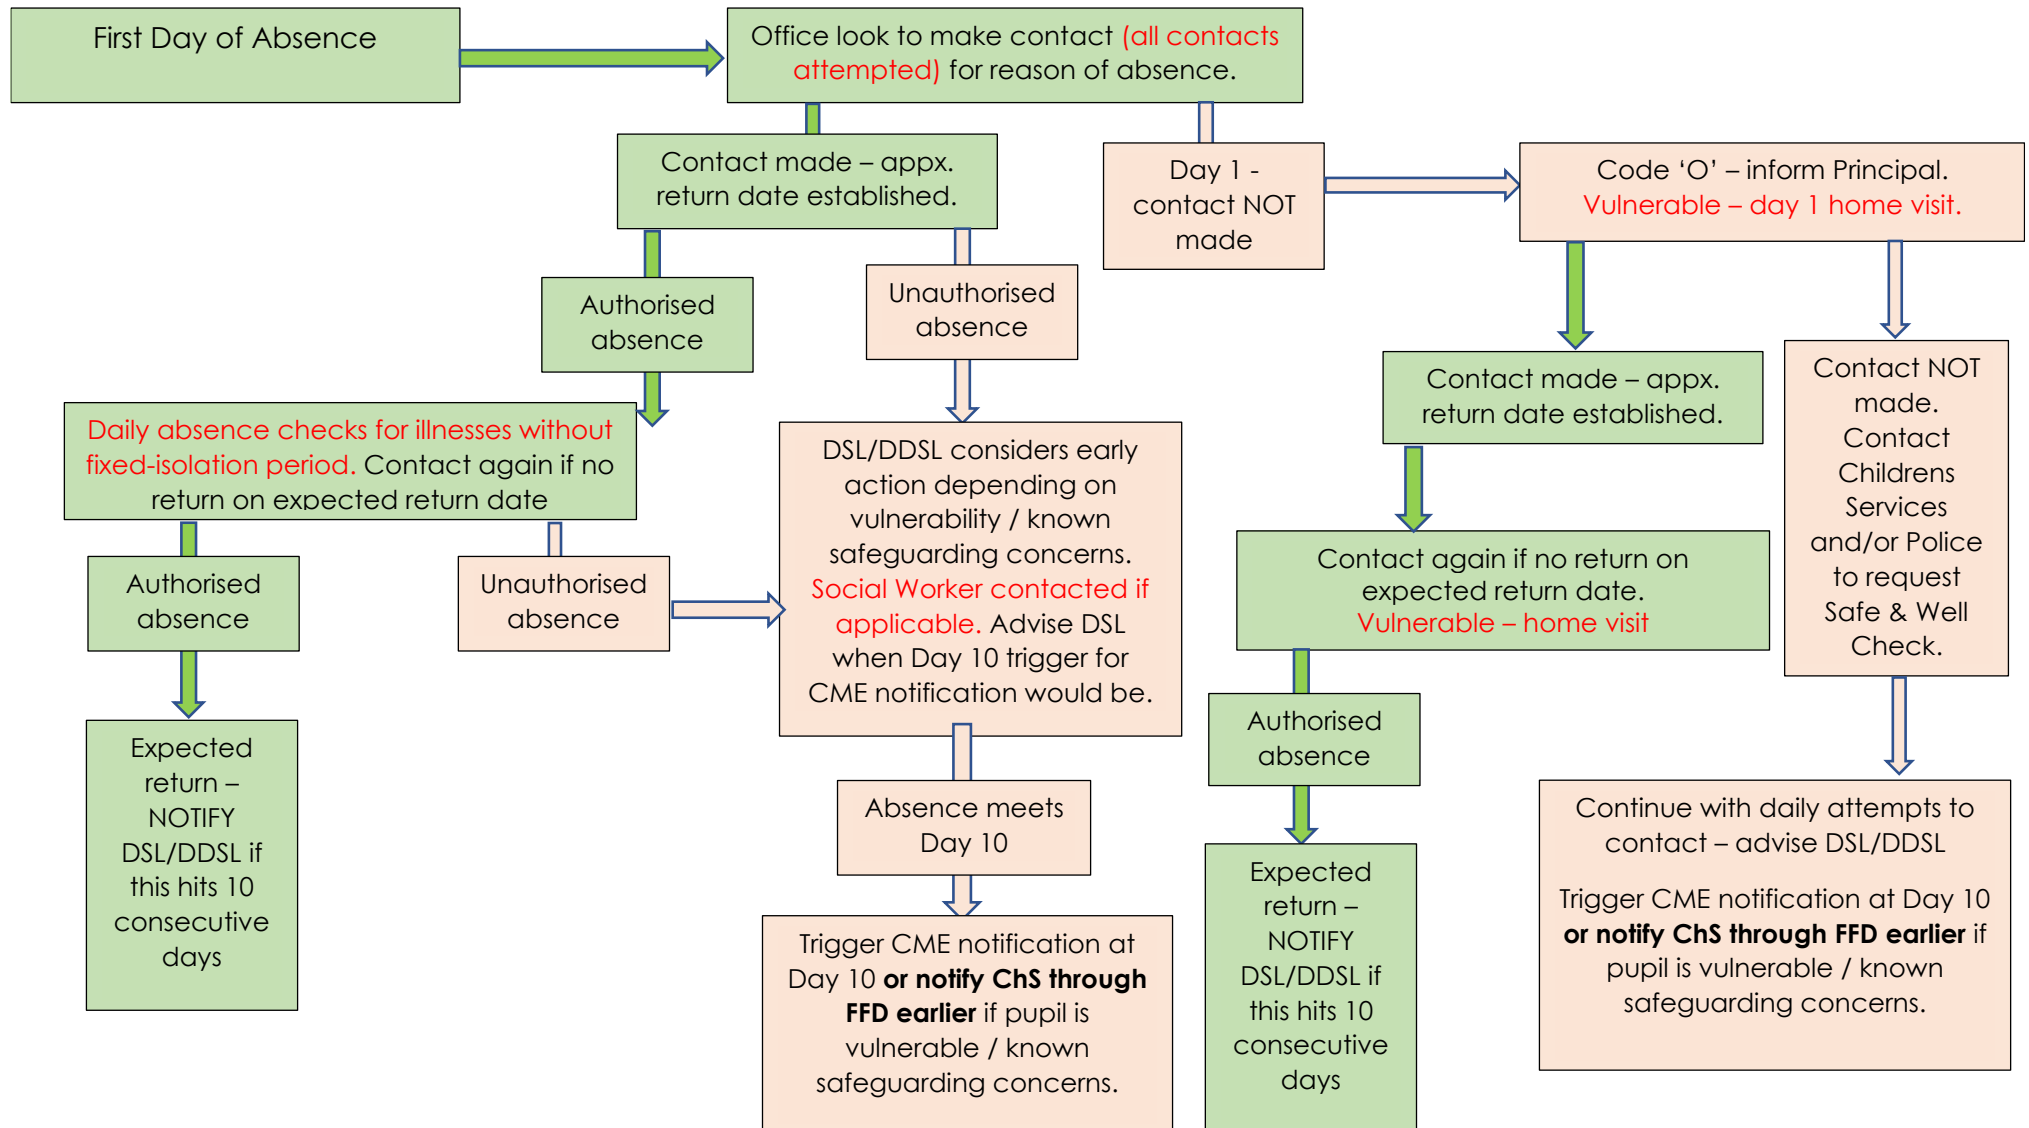 First Day of Absence
Office look to make contact (all contacts
attempted) for reason of absence.
Contact made – appx.
return date established.
Day 1 -
contact NOT
made
Code ‘O’ – inform Principal.
Vulnerable – day 1 home visit.
Authorised
absence
Unauthorised
absence
Contact made – appx.
return date established.
Contact NOT
made.
Contact
Childrens
Services
and/or Police
to request
Safe & Well
Check.
Daily absence checks for illnesses without
fixed-isolation period. Contact again if no
return on expected return date
DSL/DDSL considers early
action depending on
vulnerability / known
safeguarding concerns.
Social Worker contacted if
applicable. Advise DSL
when Day 10 trigger for
CME notification would be.
Contact again if no return on
expected return date.
Vulnerable – home visit
Authorised
absence
Unauthorised
absence
Authorised
absence
Expected
return –
NOTIFY
DSL/DDSL if
this hits 10
consecutive
days
Absence meets
Day 10
Continue with daily attempts to
contact – advise DSL/DDSL
Trigger CME notification at Day 10
or notify ChS through FFD earlier if
pupil is vulnerable / known
safeguarding concerns.
Expected
return –
NOTIFY
DSL/DDSL if
this hits 10
consecutive
days
Trigger CME notification at
Day 10 or notify ChS through
FFD earlier if pupil is
vulnerable / known
safeguarding concerns.